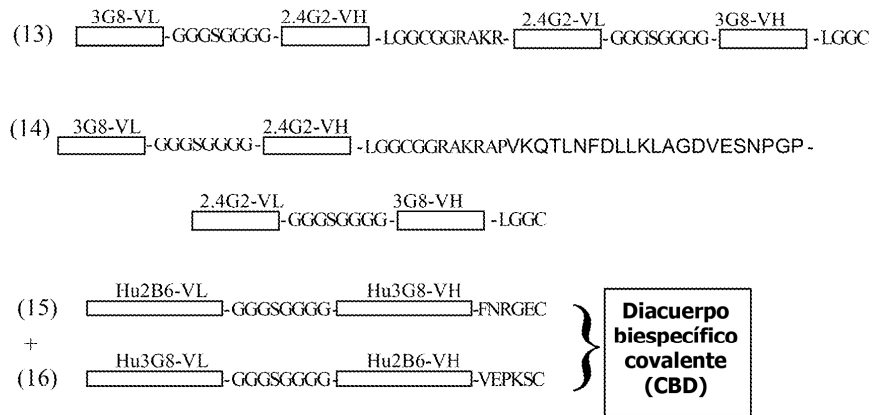 3G8-VL 2.4G2-VH 2.4G2-VL 3G8-VH
(13) -GGGSGGGG- -LGGCGGRAKR- -GGGSGGGG- -LGGC
3G8-VL 2.4G2-VH
(14) -GGGSGGGG- -LGGCGGRAKRAPVKQTLNFDLLKLAGDVESNPGP-
2.4G2-VL 3G8-VH
-GGGSGGGG- -LGGC
Hu2B6-VL Hu3G8-VH
(15) -GGGSGGGG- -FNRGEC
+
Hu3G8-VL Hu2B6-VH
(16) -GGGSGGGG- -VEPKSC
Diacuerpo
biespecífico
covalente
(CBD)